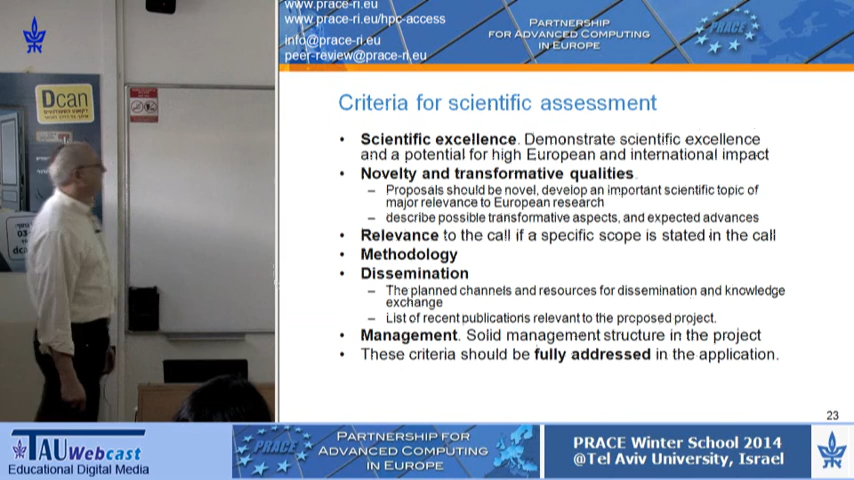 www.prace-ri.eu
www.prace-ri.eu/hpc-access
info@prace-ri.eu
peer-review@prace-ri.eu
PARTNERSHIP
FOR ADVANCED COMPUTING
IN EUROPE
PRACE
Dcan
Criteria for scientific assessment
• Scientific excellence. Demonstrate scientific excellence
and a potential for high European and international impact
• Novelty and transformative qualities
– Proposals should be novel, develop an important scientific topic of
major relevance to European research
– describe possible transformative aspects, and expected advances
• Relevance to the call if a specific scope is stated in the call
• Methodology
• Dissemination
– The planned channels and resources for dissemination and knowledge
exchange
– List of recent publications relevant to the proposed project.
• Management. Solid management structure in the project
• These criteria should be fully addressed in the application.
23
TAU Webcast
Educational Digital Media
PRACE
PARTNERSHIP FOR
ADVANCED COMPUTING
IN EUROPE
PRACE Winter School 2014
@Tel Aviv University, Israel